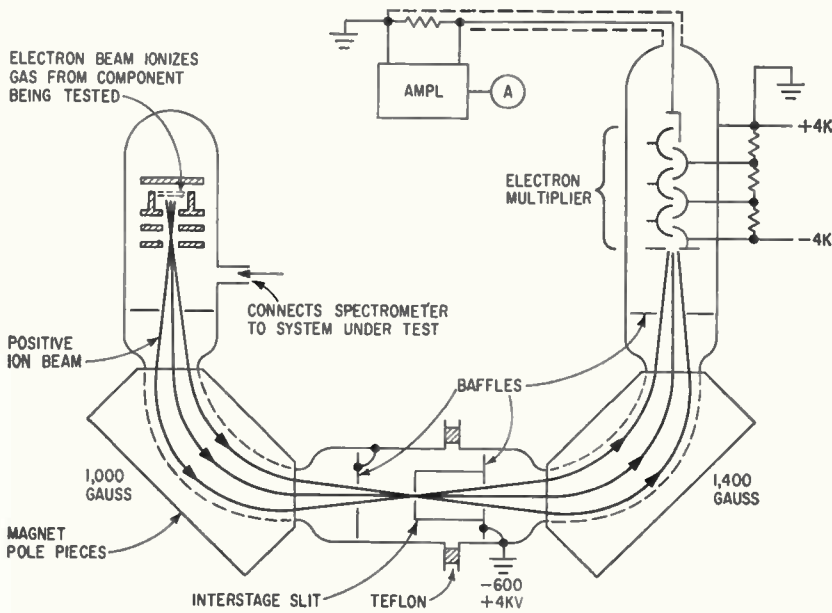 ELECTRON BEAM IONIZES
GAS FROM COMPONENT
BEING TESTED
AMPL
A
+4K
ELECTRON
MULTIPLIER
-4K
CONNECTS SPECTROMETER
TO SYSTEM UNDER TEST
POSITIVE
ION BEAM
BAFFLES
1,000
GAUSS
1,400
GAUSS
MAGNET
POLE PIECES
INTERSTAGE SLIT
TEFLON
-600
+4KV